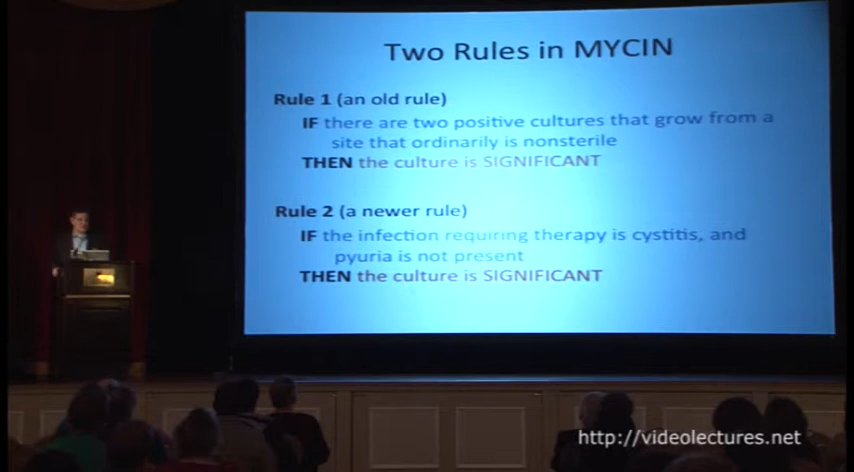 Two Rules in MYCIN
Rule 1 (an old rule)
IF there are two positive cultures that grow from a
site that ordinarily is nonsterile
THEN the culture is SIGNIFICANT
Rule 2 (a newer rule)
IF the infection requiring therapy is cystitis, and
pyuria is not present
THEN the culture is SIGNIFICANT
http://videolectures.net